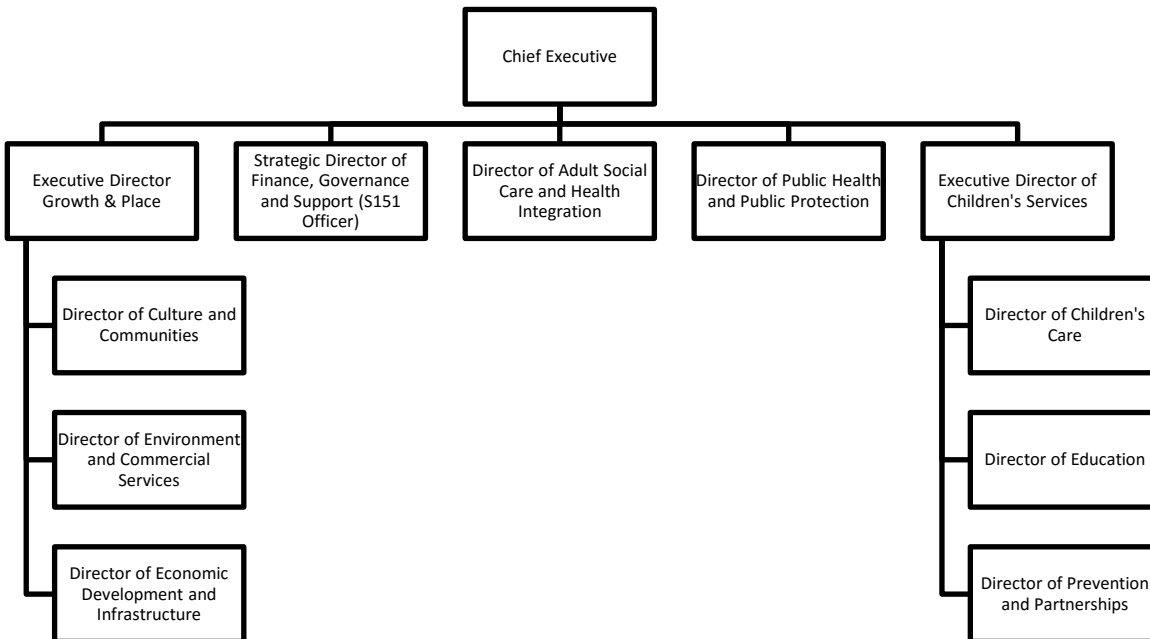 Chief Executive
Executive Director
Growth & Place
Strategic Director of
Finance, Governance
and Support (S151
Officer)
Director of Adult Social
Care and Health
Integration
Director of Public Health
and Public Protection
Executive Director of
Children's Services
Director of Culture and
Communities
Director of Children's
Care
Director of Environment
and Commercial
Services
Director of Education
Director of Economic
Development and
Infrastructure
Director of Prevention
and Partnerships